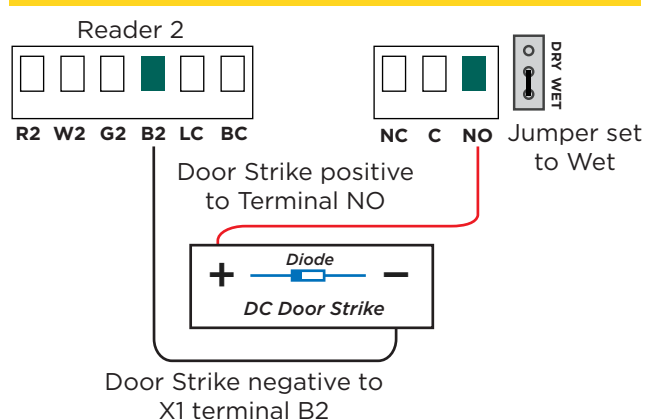 Reader 2
R2 W2 G2 B2 LC BC
NC C NO
DRY WET
Jumper set
to Wet
Door Strike positive
to Terminal NO
+ Diode −
DC Door Strike
Door Strike negative to
X1 terminal B2